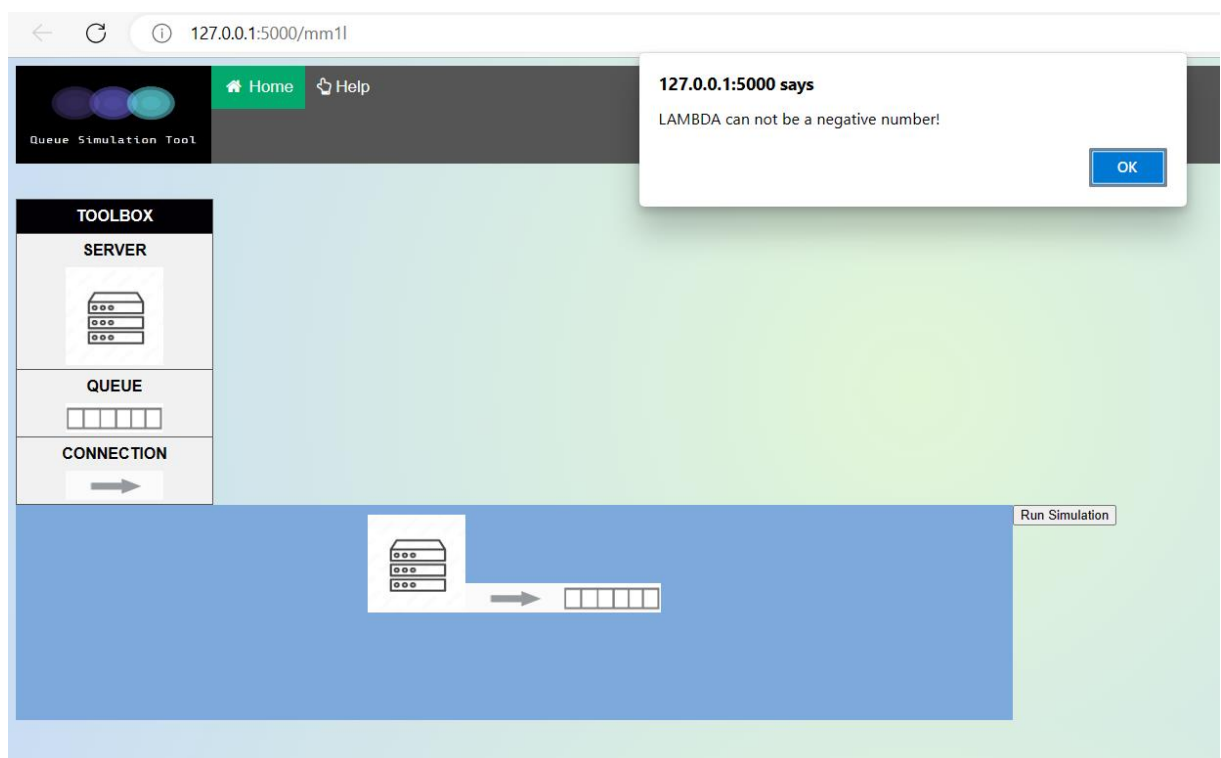 127.0.0.1:5000/mm1l
Home Help
Queue Simulation Tool
127.0.0.1:5000 says
LAMBDA can not be a negative number!
OK
TOOLBOX
SERVER
QUEUE
CONNECTION
Run Simulation